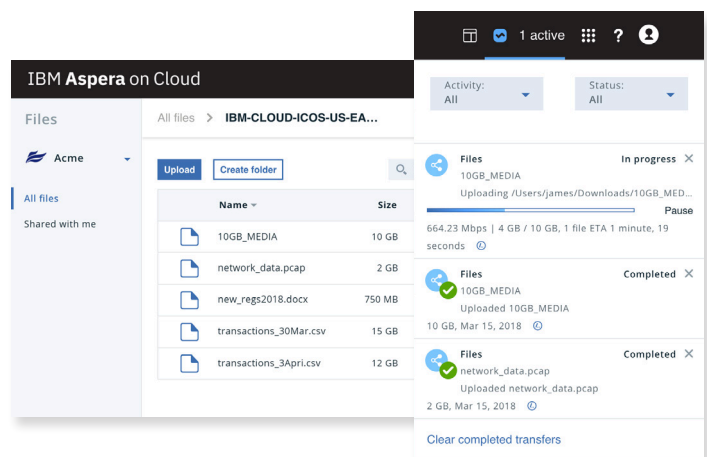 1 active
?
IBM Aspera on Cloud
Files
Acme
All files
Shared with me
All files > IBM-CLOUD-ICOS-US-EA...
Upload
Create folder
Name
Size
10GB_MEDIA
10 GB
network_data.pcap
2 GB
new_regs2018.docx
750 MB
transactions_30Mar.csv
15 GB
transactions_3Apri.csv
12 GB
Activity:
All
Status:
All
Files
In progress
10GB_MEDIA
Uploading /Users/james/Downloads/10GB_MED...
Pause
664.23 Mbps | 4 GB / 10 GB, 1 file ETA 1 minute, 19
seconds
Files
Completed
10GB_MEDIA
Uploaded 10GB_MEDIA
10 GB, Mar 15, 2018
Files
Completed
network_data.pcap
Uploaded network_data.pcap
2 GB, Mar 15, 2018
Clear completed transfers